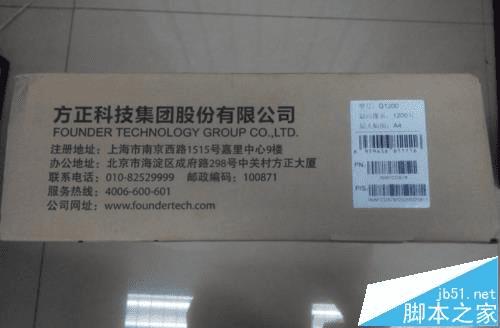 方正科技集团股份有限公司
FOUNDER TECHNOLOGY GROUP CO.,LTD.
注册地址：上海市南京西路1515号嘉里中心9楼
办公地址：北京市海淀区成府路298号中关村方正大厦
联系电话：010-82529999 邮政编码：100871
服务热线：4006-600-601
公司网址：www.foundertech.com
型号：Q1200
A4
PN:
P/S:
jb51.net
脚本之家